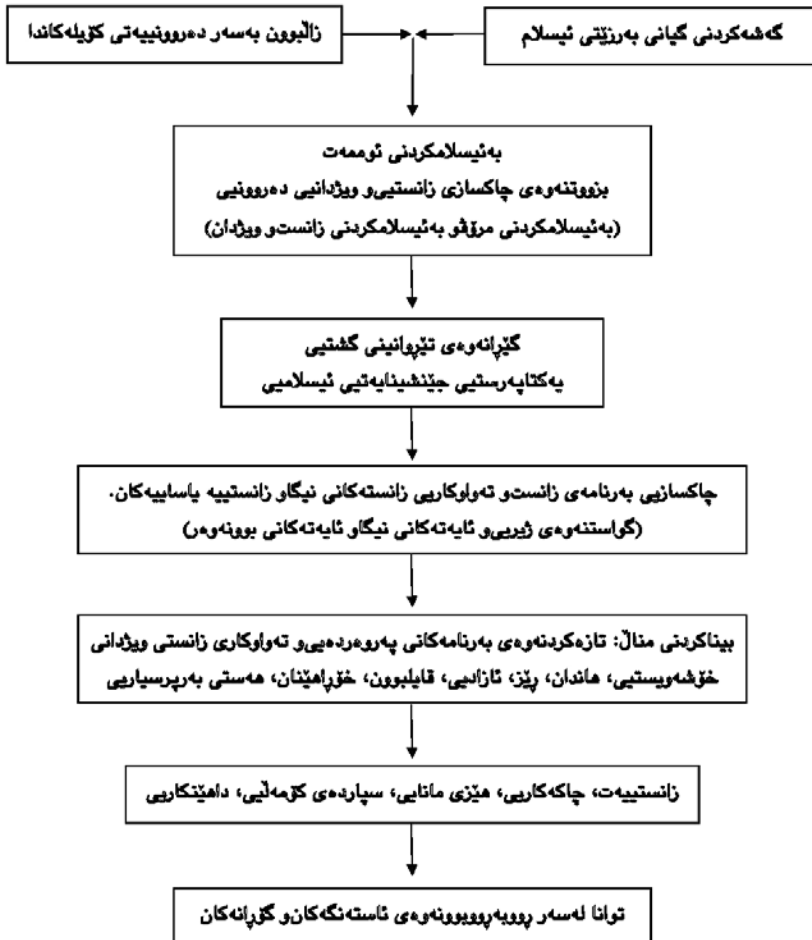 گەشەکردنی گیانی بەرزێتی ئیسلام
زاڵبوون بەسەر دەروونییەتی کۆیلەکاندا
بەئیسلامکردنی ئوممەت
بزووتنەوەی چاکسازی زانستیی‌و ویژدانیی دەروونیی
(بەئیسلامکردنی مرۆڤ‌و بەئیسلامکردنی زانست‌و ویژدان)
گێڕانەوەی تێڕوانینی گشتیی
یەکتاپەرستیی جێنشینایەتیی ئیسلامیی
چاکسازیی بەرنامەی زانست‌و تەواوکاریی زانستەکانی نیگاو زانستییە یاساییەکان.
(گواستنەوەی ژیریی‌و ئایەتەکانی نیگاو ئایەتەکانی بوونەوەر)
بیناکردنی منداڵ: تازەکردنەوەی بەرنامەکانی پەروەردەیی‌و تەواوکاری زانستی ویژدانی
خۆشەویستیی، هاندان، ڕێز، ئازادیی، قایلبوون، خۆڕاهێنان، هەستی بەرپرسیاریی
زانستییەت، چاکەکاریی، هێزی مانایی، سپاردەی کۆمەڵیی، داهێنکاریی
توانا لەسەر ڕووبەڕووبوونەوەی ئاستەنگەکان‌و گۆڕانەکان